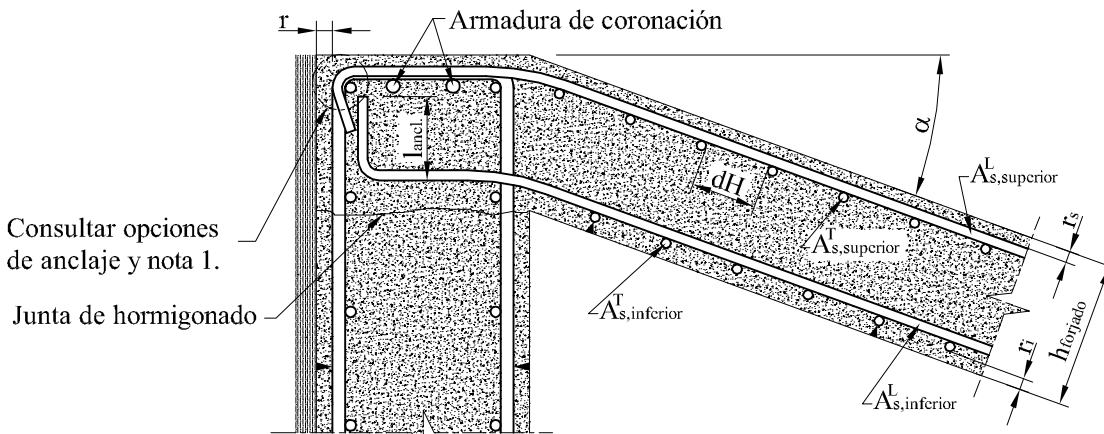 r
Armadura de coronación
α
lancl.
dH
A^L_s,superior
r_s
Consultar opciones
de anclaje y nota 1.
A^T_s,superior
Junta de hormigonado
A^T_s,inferior
h_forjado
r_i
A^L_s,inferior